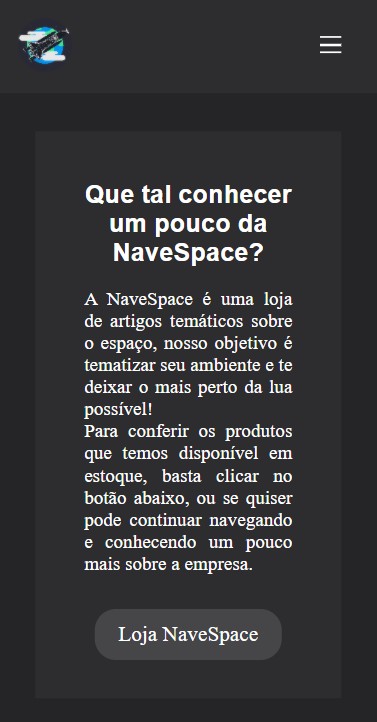 Que tal conhecer
um pouco da
NaveSpace?
A NaveSpace é uma loja
de artigos temáticos sobre
o espaço, nosso objetivo é
tematizar seu ambiente e te
deixar o mais perto da lua
possível!
Para conferir os produtos
que temos disponível em
estoque, basta clicar no
botão abaixo, ou se quiser
pode continuar navegando
e conhecendo um pouco
mais sobre a empresa.
Loja NaveSpace